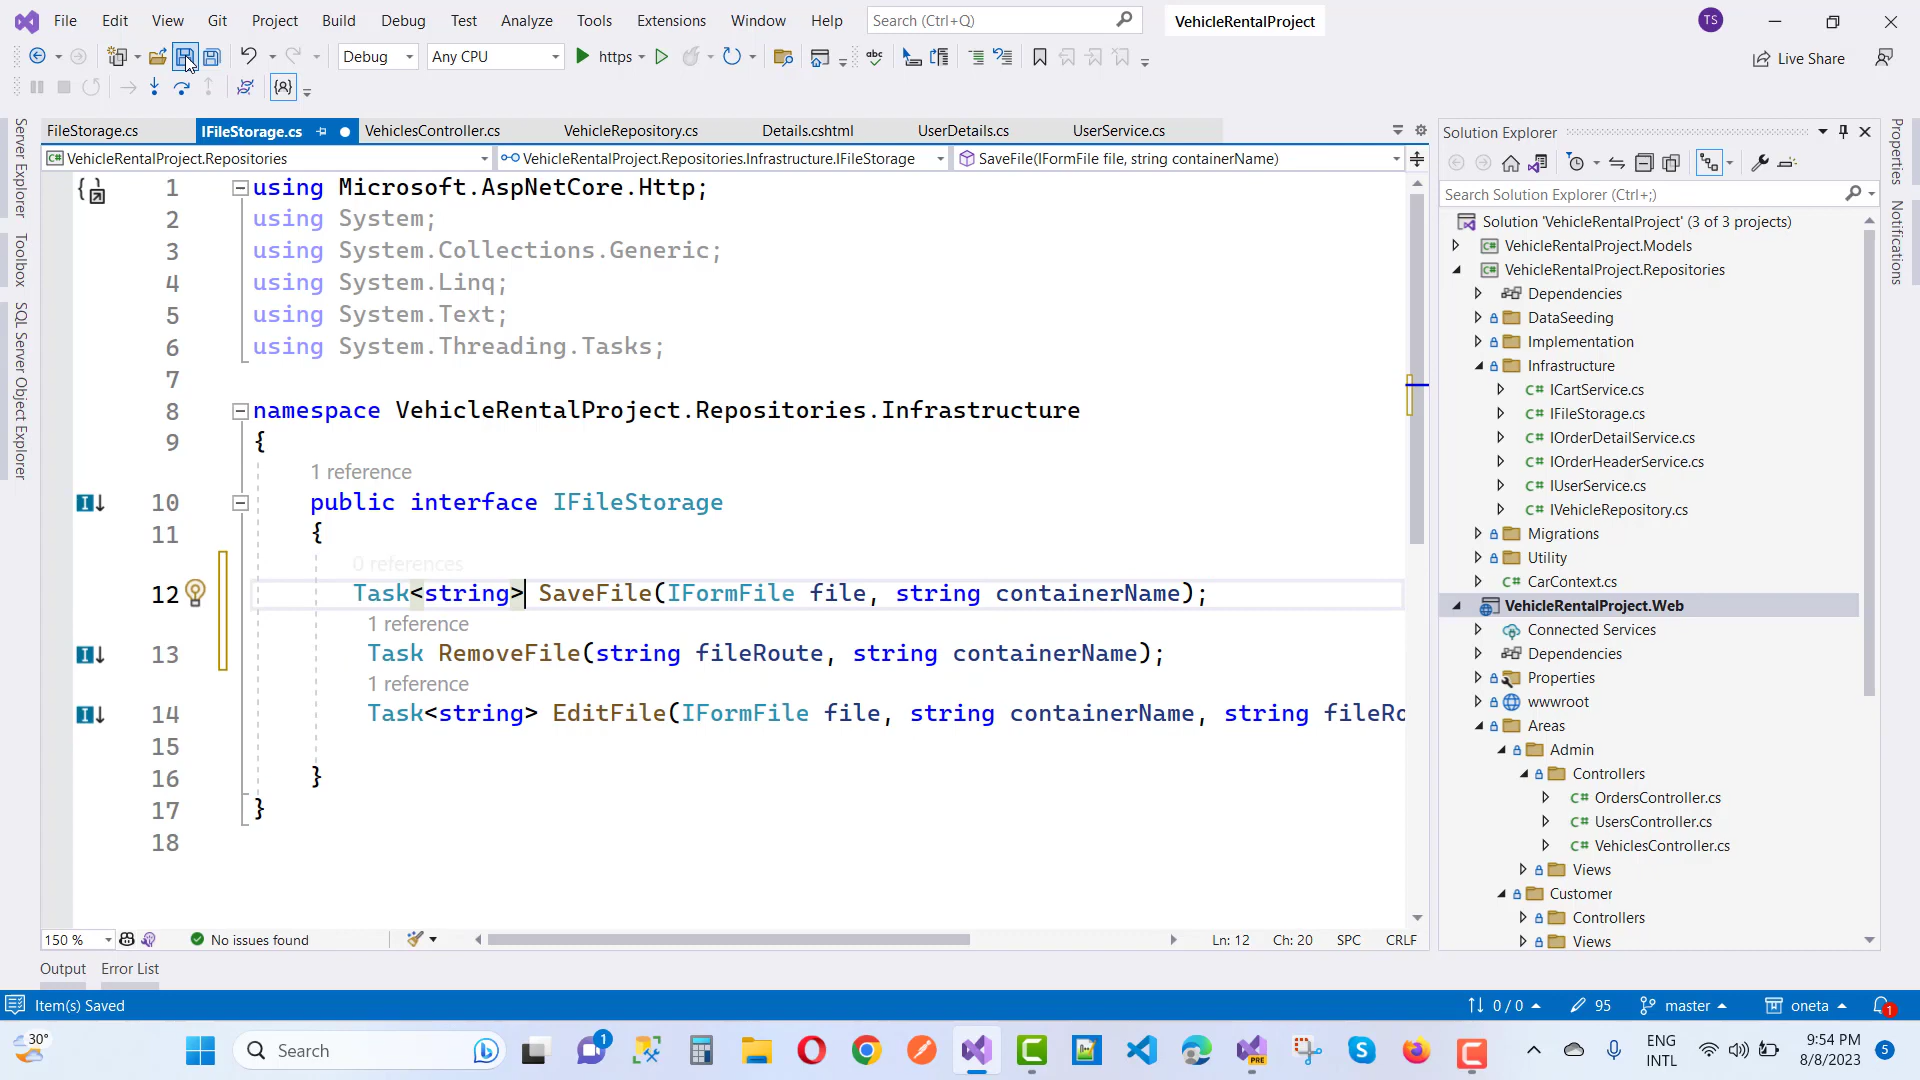 File Edit View Git Project Build Debug Test Analyze Tools Extensions Window Help Search (Ctrl+Q) VehicleRentalProject TS
Debug Any CPU https Live Share
FileStorage.cs IFileStorage.cs VehiclesController.cs VehicleRepository.cs Details.cshtml UserDetails.cs UserService.cs
VehicleRentalProject.Repositories VehicleRentalProject.Repositories.Infrastructure.IFileStorage SaveFile(IFormFile file, string containerName)
1 using Microsoft.AspNetCore.Http;
2 using System;
3 using System.Collections.Generic;
4 using System.Linq;
5 using System.Text;
6 using System.Threading.Tasks;
7
8 namespace VehicleRentalProject.Repositories.Infrastructure
9 {
1 reference
10 public interface IFileStorage
11 {
0 references
12 Task<string> SaveFile(IFormFile file, string containerName);
1 reference
13 Task RemoveFile(string fileRoute, string containerName);
1 reference
14 Task<string> EditFile(IFormFile file, string containerName, string fileRo
15
16 }
17 }
18
150 % No issues found Ln: 12 Ch: 20 SPC CRLF
Output Error List
Server Explorer
Toolbox
SQL Server Object Explorer
Solution Explorer
Search Solution Explorer (Ctrl+;)
Solution 'VehicleRentalProject' (3 of 3 projects)
VehicleRentalProject.Models
VehicleRentalProject.Repositories
Dependencies
DataSeeding
Implementation
Infrastructure
ICartService.cs
IFileStorage.cs
IOrderDetailService.cs
IOrderHeaderService.cs
IUserService.cs
IVehicleRepository.cs
Migrations
Utility
CarContext.cs
VehicleRentalProject.Web
Connected Services
Dependencies
Properties
wwwroot
Areas
Admin
Controllers
OrdersController.cs
UsersController.cs
VehiclesController.cs
Views
Customer
Controllers
Views
Properties
Notifications
Item(s) Saved 0 / 0 95 master oneta 1
30° Search 1 PRE ENG INTL 9:54 PM 8/8/2023 5